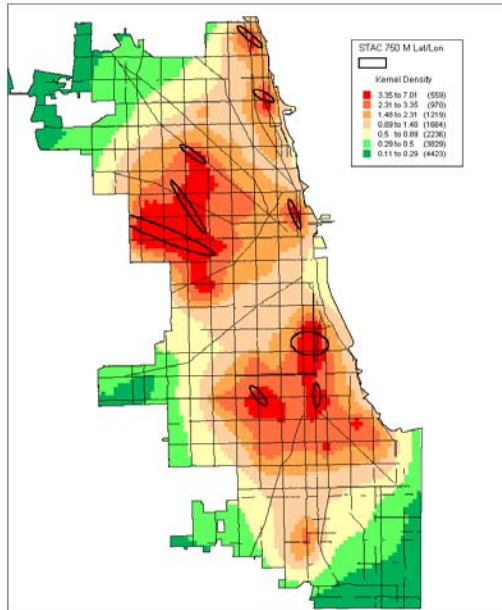 STAC 750 M Lat/Lon
Kernel Density
3.35 to 7.01 (559)
2.31 to 3.35 (970)
1.48 to 2.31 (1219)
0.89 to 1.48 (1664)
0.5 to 0.89 (2236)
0.29 to 0.5 (3829)
0.11 to 0.29 (4423)